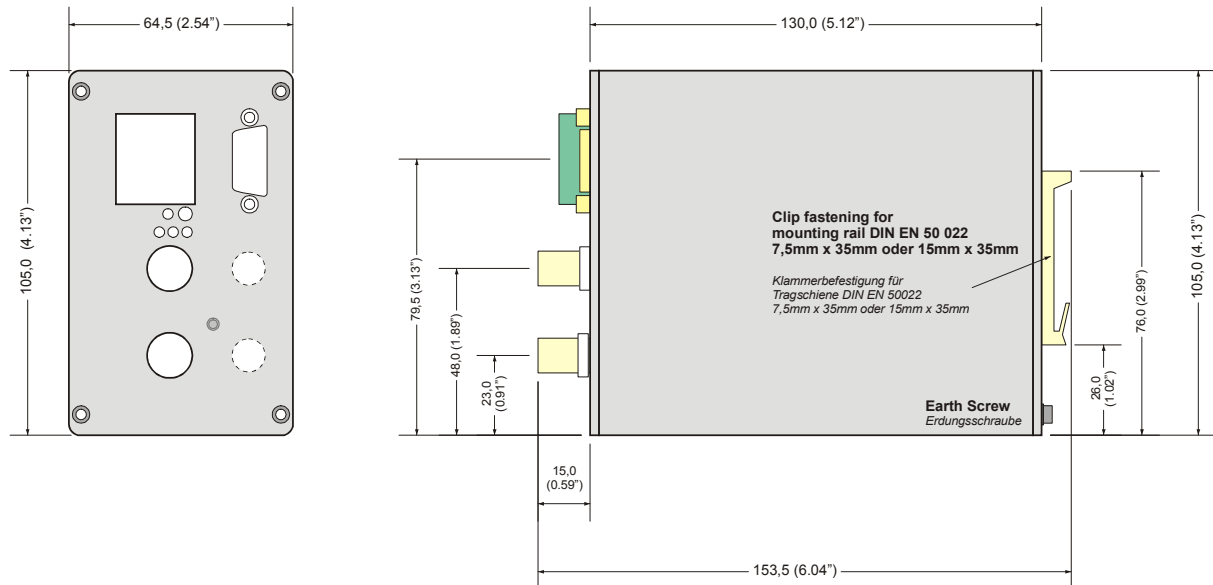 64,5 (2.54”)
130,0 (5.12”)
105,0 (4.13”)
79,5 (3.13”)
48,0 (1.89”)
23,0
(0.91”)
Clip fastening for
mounting rail DIN EN 50 022
7,5mm x 35mm oder 15mm x 35mm
Klammerbefestigung für
Tragschiene DIN EN 50022
7,5mm x 35mm oder 15mm x 35mm
76,0 (2.99”)
105,0 (4.13”)
26,0
(1.02”)
Earth Screw
Erdungsschraube
15,0
(0.59”)
153,5 (6.04”)